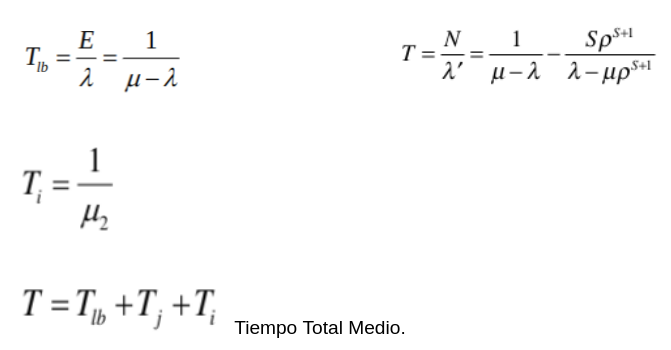 T_lb = E/λ = 1/(μ − λ)
T = N/λ′ = 1/(μ − λ) − Sρ^(S+1)/(λ − μρ^(S+1))
T_i = 1/μ_2
T = T_lb + T_j + T_i
Tiempo Total Medio.